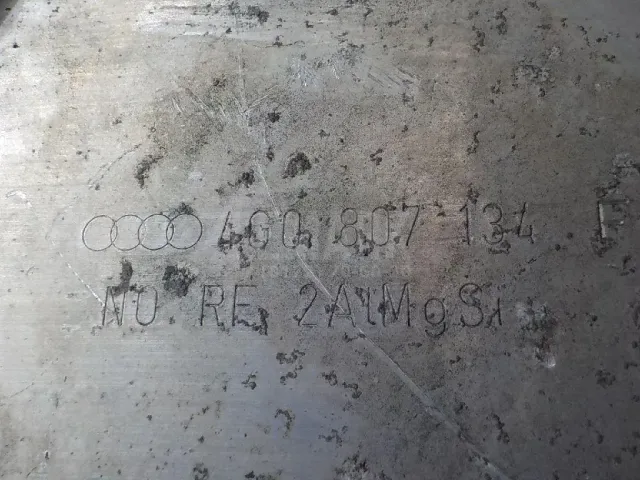 4G0 807 134 F
NO RE 2AlMgSi